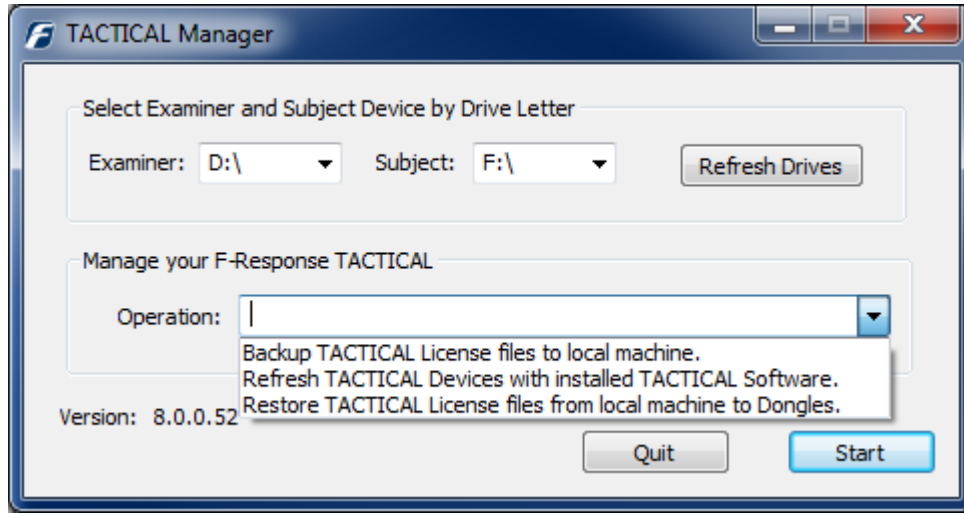 TACTICAL Manager
Select Examiner and Subject Device by Drive Letter
Examiner: D:\ Subject: F:\ Refresh Drives
Manage your F-Response TACTICAL
Operation:
Backup TACTICAL License files to local machine.
Refresh TACTICAL Devices with installed TACTICAL Software.
Restore TACTICAL License files from local machine to Dongles.
Version: 8.0.0.52
Quit Start